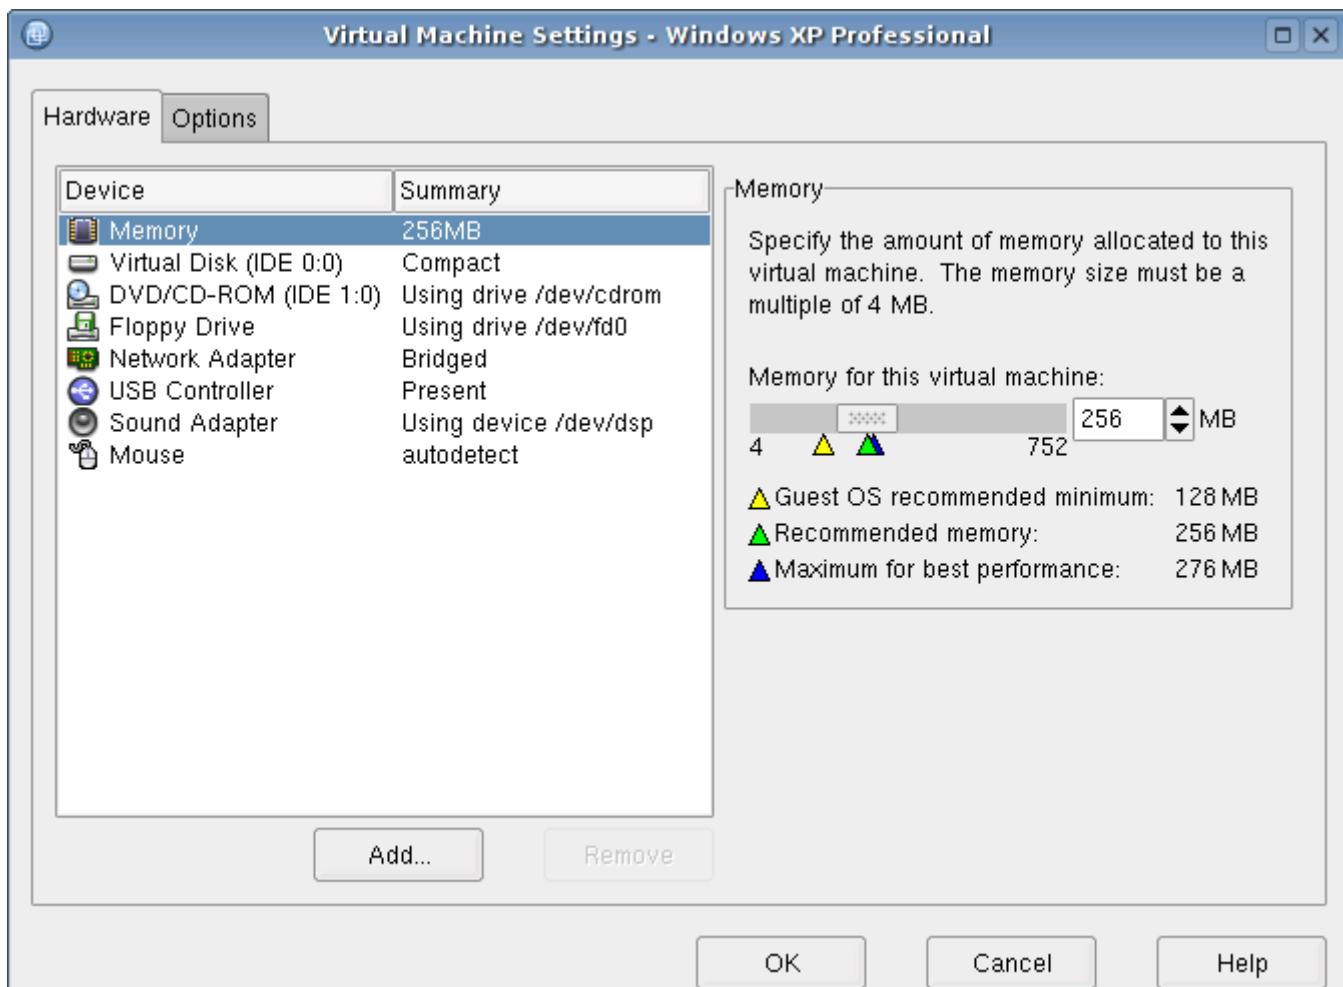 Virtual Machine Settings - Windows XP Professional
Hardware Options
Device Summary
Memory 256MB
Virtual Disk (IDE 0:0) Compact
DVD/CD-ROM (IDE 1:0) Using drive /dev/cdrom
Floppy Drive Using drive /dev/fd0
Network Adapter Bridged
USB Controller Present
Sound Adapter Using device /dev/dsp
Mouse autodetect
Add... Remove
Memory
Specify the amount of memory allocated to this
virtual machine. The memory size must be a
multiple of 4 MB.
Memory for this virtual machine:
256 MB
4 752
Guest OS recommended minimum: 128 MB
Recommended memory: 256 MB
Maximum for best performance: 276 MB
OK Cancel Help